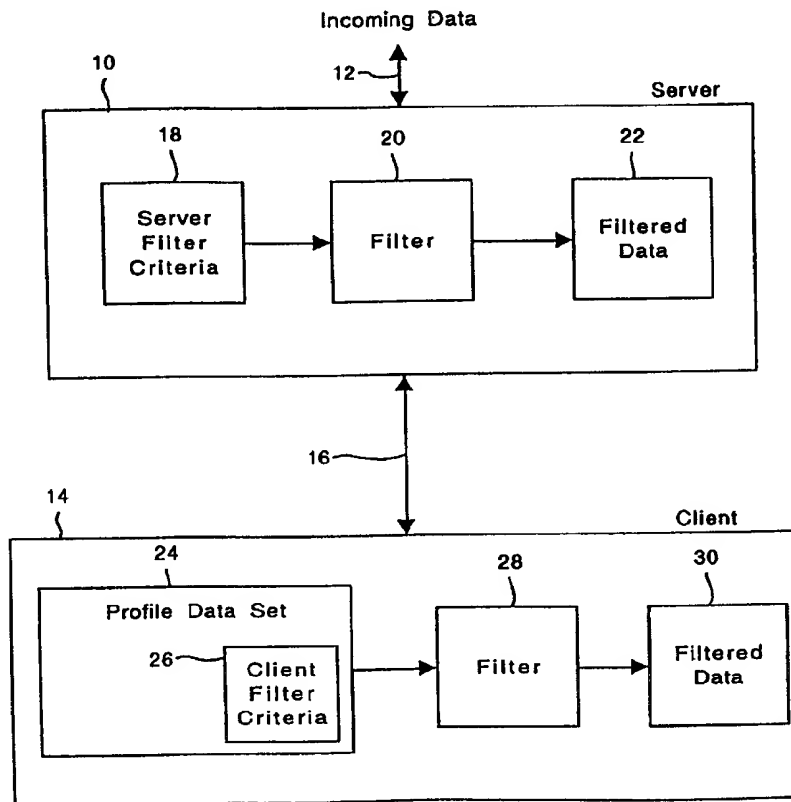 Incoming Data
12
10
Server
18
20
22
Server
Filter
Criteria
Filter
Filtered
Data
16
14
Client
24
28
30
Profile Data Set
26
Client
Filter
Criteria
Filter
Filtered
Data